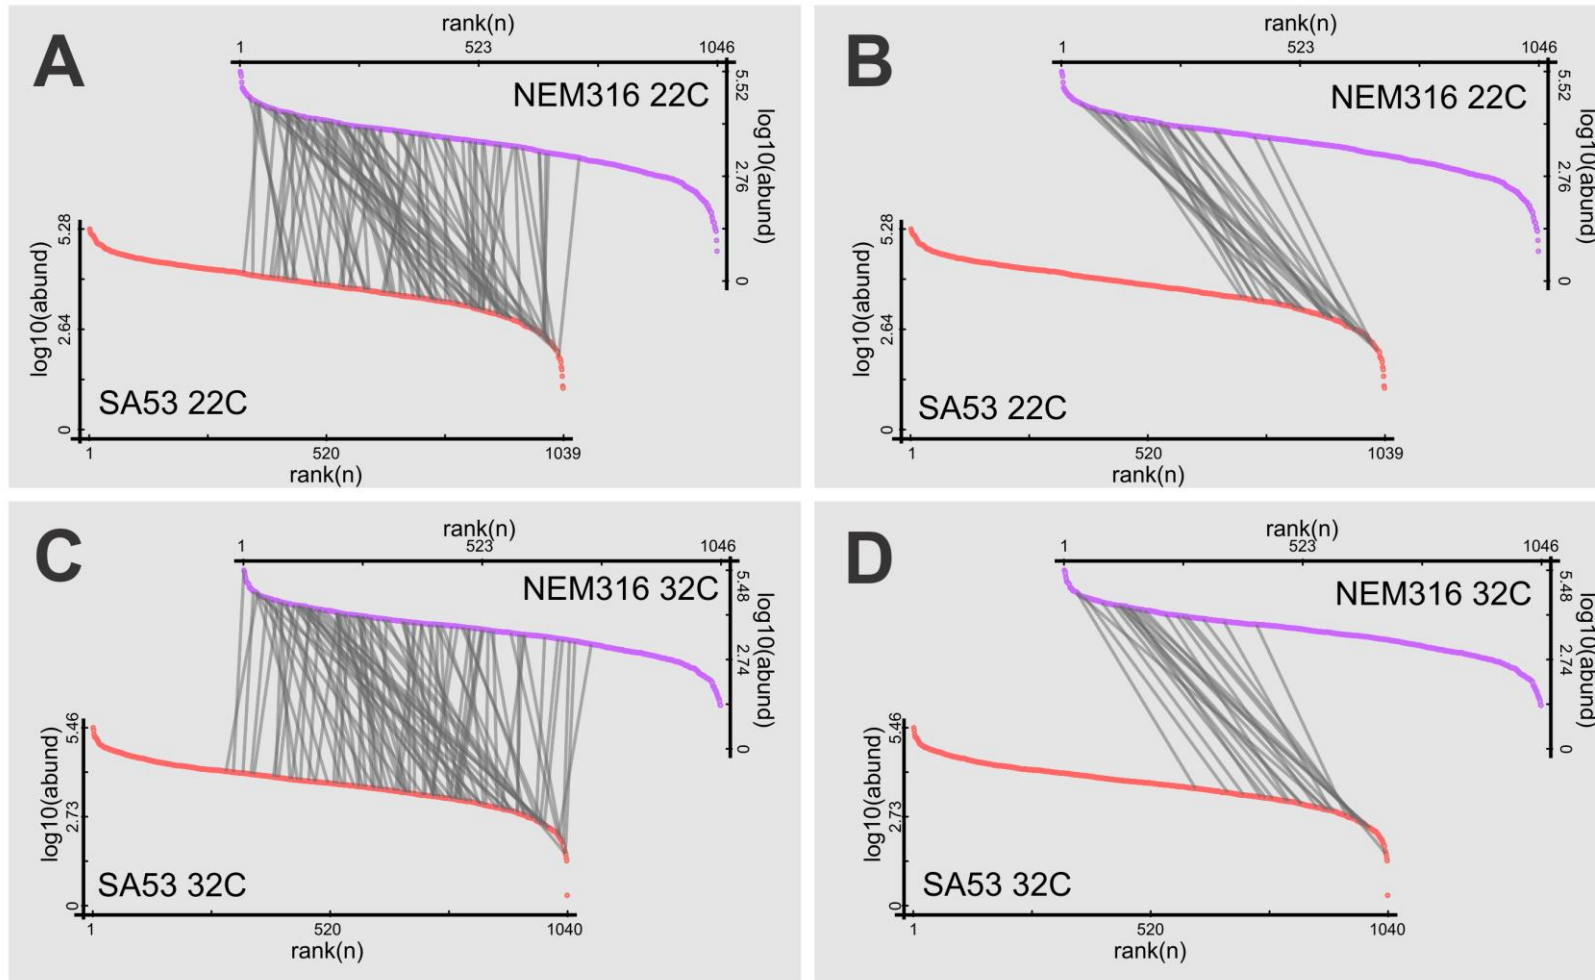 A
rank(n)
1 523 1046
NEM316 22C
5.52
2.76
0
log10(abund)
5.28
2.64
0
log10(abund)
SA53 22C
1 520 1039
rank(n)
B
rank(n)
1 523 1046
NEM316 22C
5.52
2.76
0
log10(abund)
5.28
2.64
0
log10(abund)
SA53 22C
1 520 1039
rank(n)
C
rank(n)
1 523 1046
NEM316 32C
5.48
2.74
0
log10(abund)
5.46
2.73
0
log10(abund)
SA53 32C
1 520 1040
rank(n)
D
rank(n)
1 523 1046
NEM316 32C
5.48
2.74
0
log10(abund)
5.46
2.73
0
log10(abund)
SA53 32C
1 520 1040
rank(n)